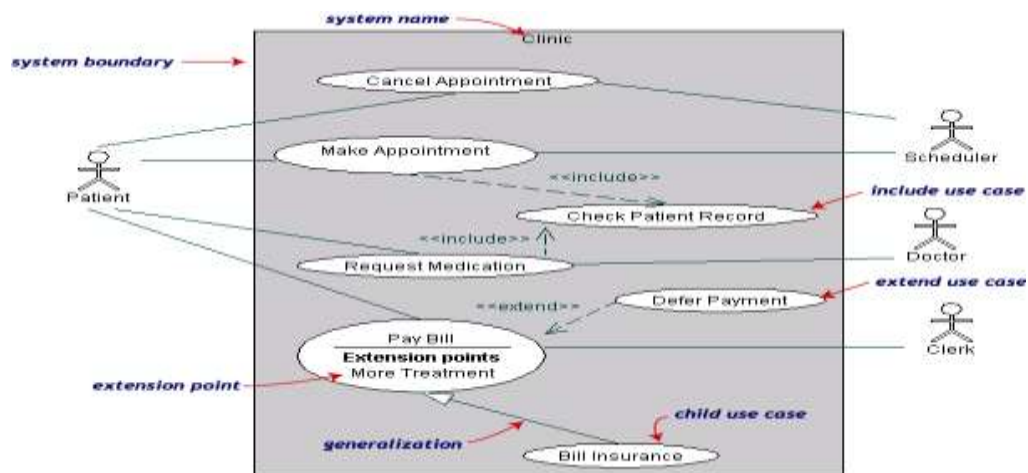 system name
Clinic
system boundary
Cancel Appointment
Make Appointment
Scheduler
Patient
<<include>>
include use case
Check Patient Record
<<include>>
Doctor
Request Medication
extend use case
<<extend>>
Defer Payment
Pay Bill
Clerk
Extension points
More Treatment
extension point
child use case
generalization
Bill Insurance